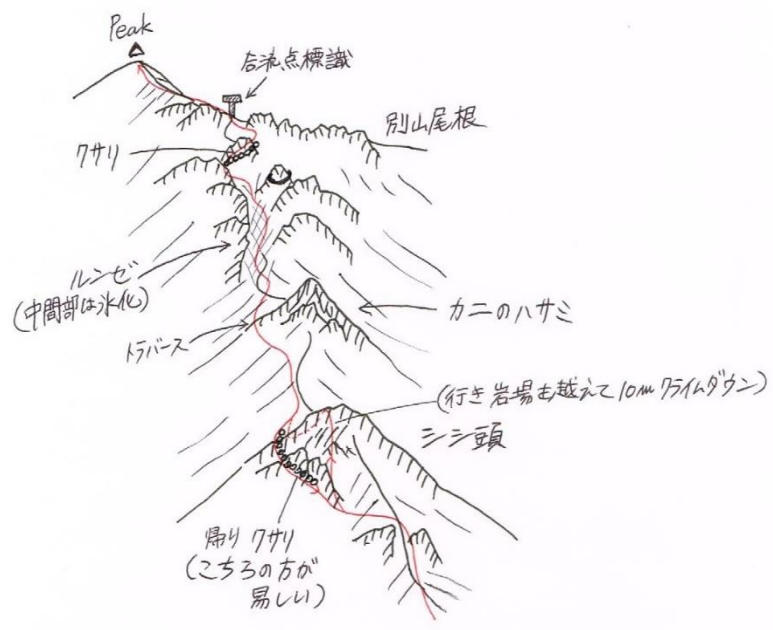 Peak
合流点標識
別山尾根
クサリ
ルンゼ
(中間部は氷化)
カニのハサミ
トラバース
(行き岩場を越えて10mクライムダウン)
シシ頭
帰り クサリ
(こちらの方が
易しい)